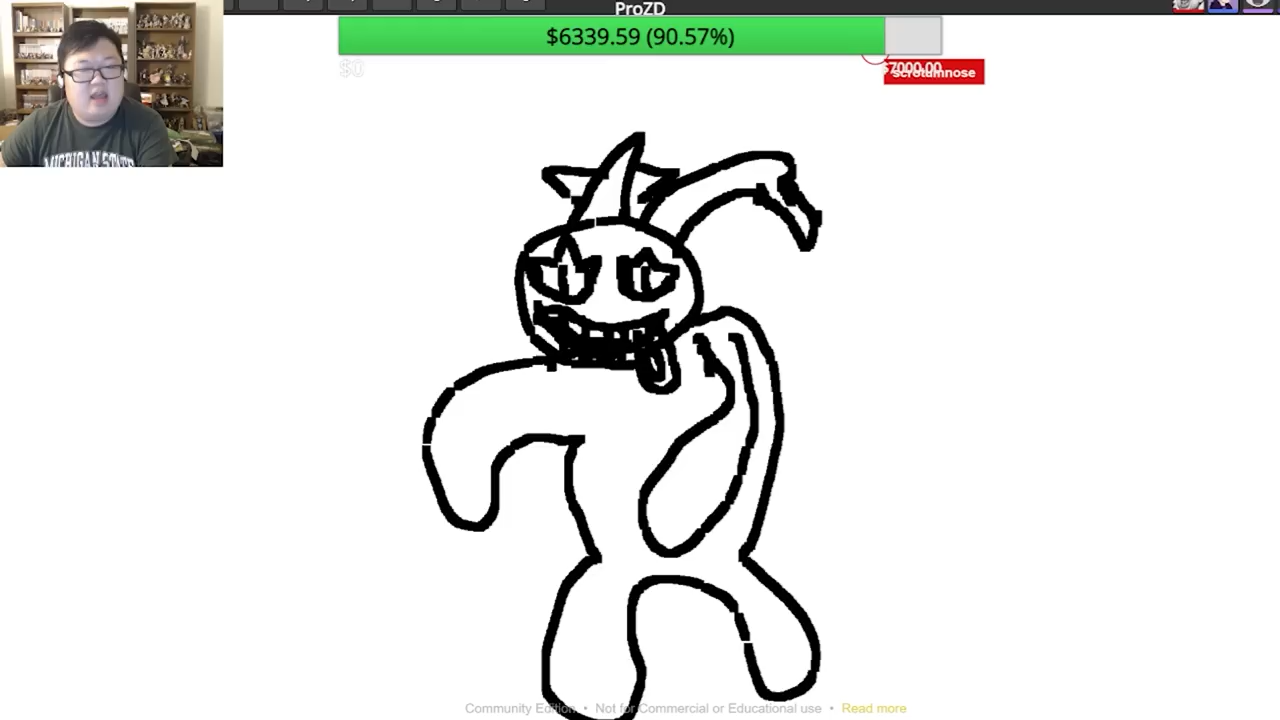 ProZD
$6339.59 (90.57%)
$0
$7000.00
scrotumnose
MICHIGAN STATE
Community Edition • Not for Commercial or Educational use • Read more